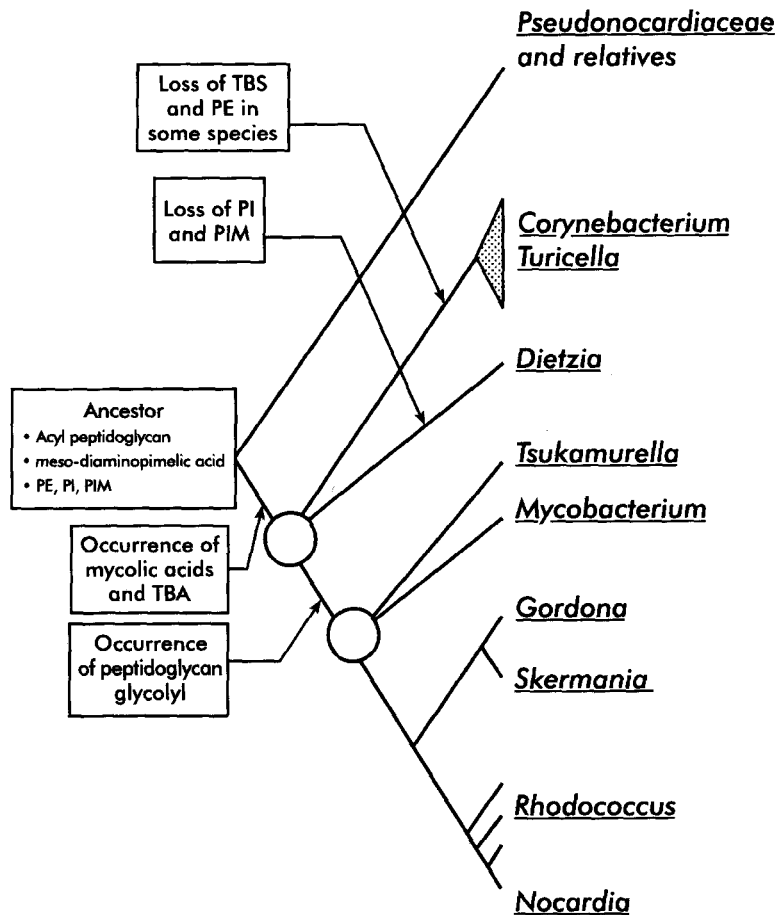 Pseudonocardiaceae
and relatives
Loss of TBS
and PE in
some species
Loss of PI
and PIM
Corynebacterium
Turicella
Dietzia
Ancestor
• Acyl peptidoglycan
• meso-diaminopimelic acid
• PE, PI, PIM
Tsukamurella
Mycobacterium
Occurrence of
mycolic acids
and TBA
Gordona
Occurrence
of peptidoglycan
glycolyl
Skermania
Rhodococcus
Nocardia